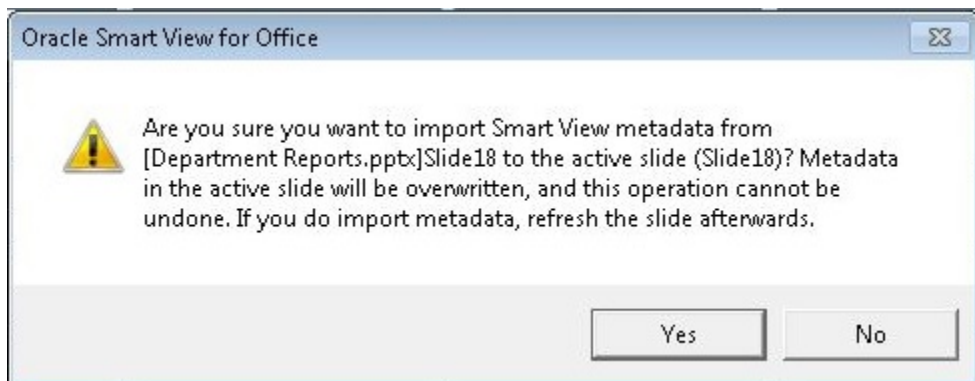 Oracle Smart View for Office
Are you sure you want to import Smart View metadata from
[Department Reports.pptx]Slide18 to the active slide (Slide18)? Metadata
in the active slide will be overwritten, and this operation cannot be
undone. If you do import metadata, refresh the slide afterwards.
Yes
No